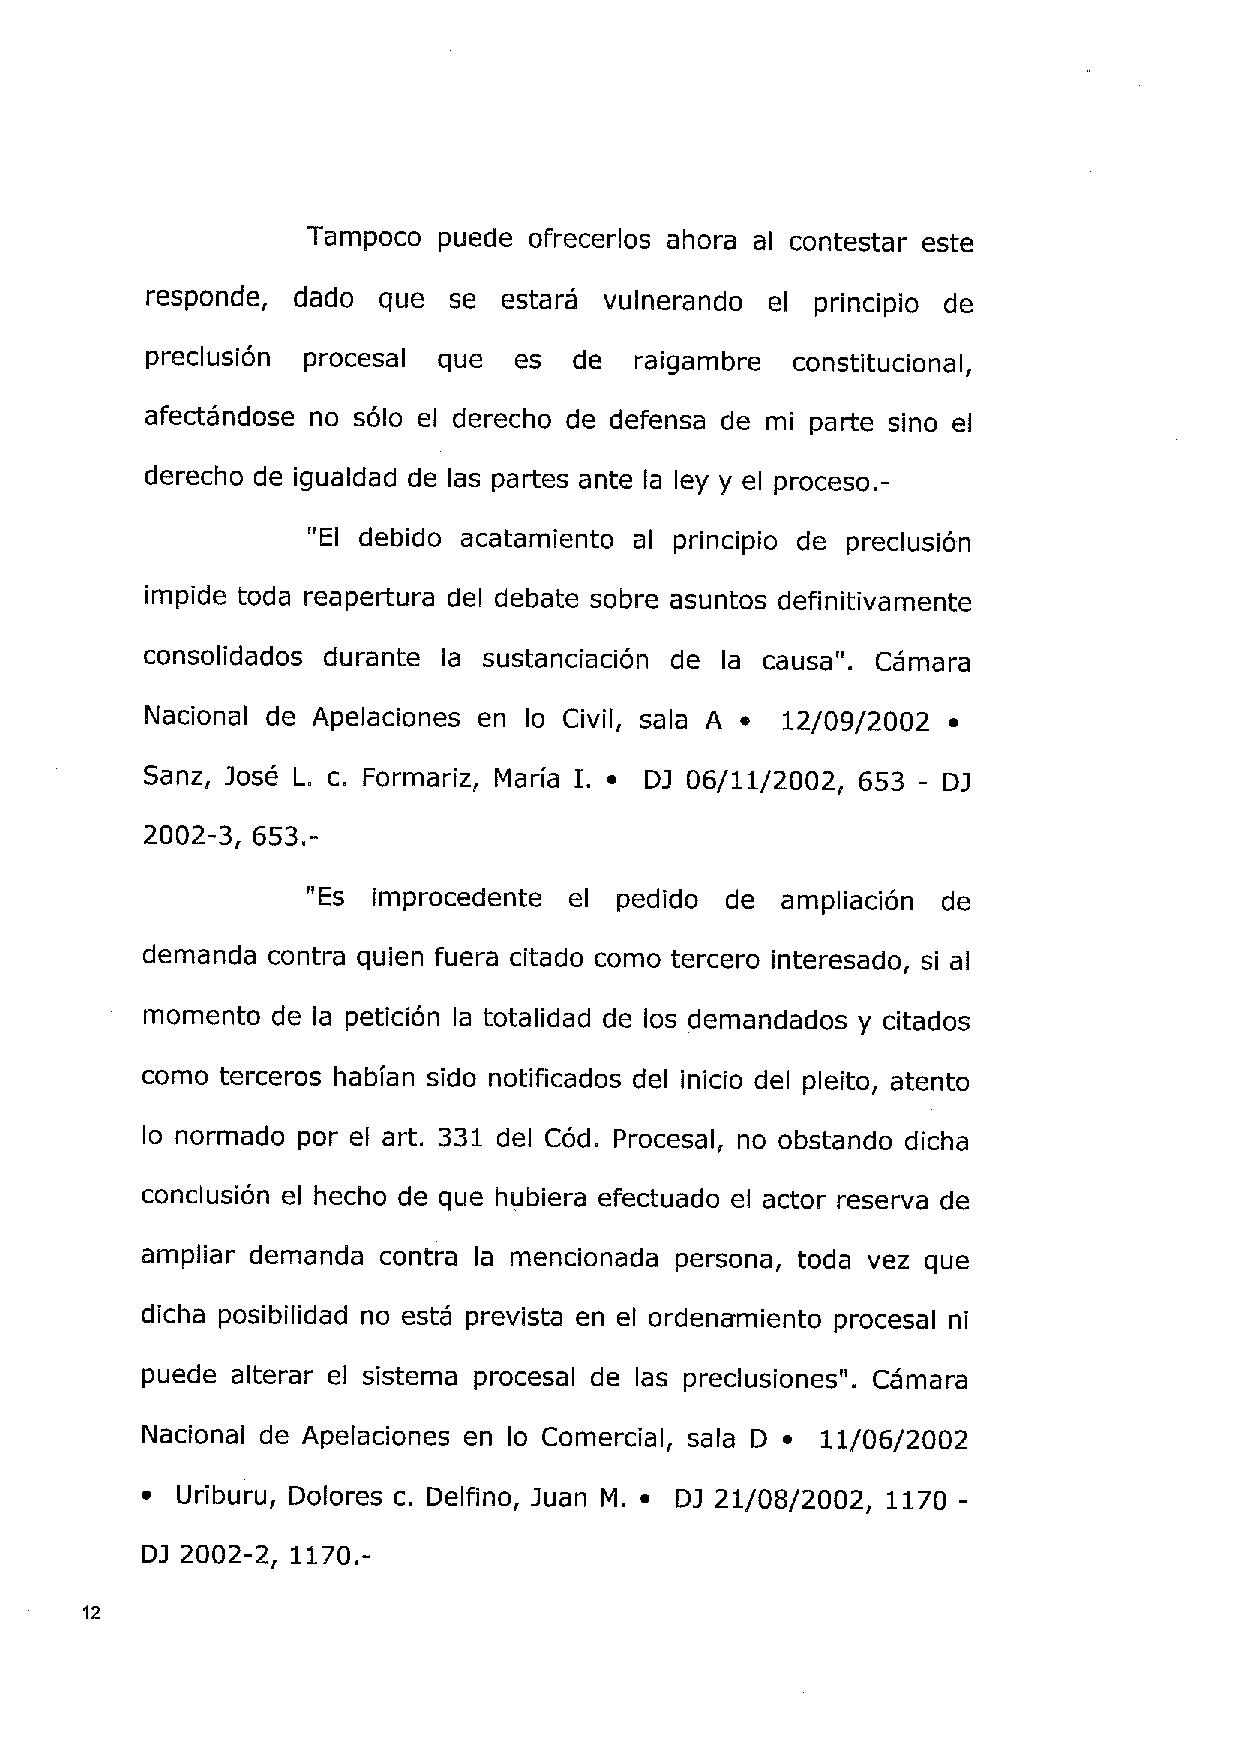 Tampoco puede ofrecerlos ahora al contestar este
responde, dado que se estará vulnerando el principio de
preclusión procesal que es de raigambre constitucional,
afectándose no sólo el derecho de defensa de mi parte sino el
derecho de igualdad de las partes ante la ley y el proceso.-
"El debido acatamiento al principio de preclusión
impide toda reapertura del debate sobre asuntos definitivamente
consolidados durante la sustanciación de la causa". Cámara
Nacional de Apelaciones en lo Civil, sala A • 12/09/2002 •
Sanz, José L. c. Formariz, María I. • DJ 06/11/2002, 653 - DJ
2002-3, 653.-
"Es improcedente el pedido de ampliación de
demanda contra quien fuera citado como tercero interesado, si al
momento de la petición la totalidad de los demandados y citados
como terceros habían sido notificados del inicio del pleito, atento
lo normado por el art. 331 del Cód. Procesal, no obstando dicha
conclusión el hecho de que hubiera efectuado el actor reserva de
ampliar demanda contra la mencionada persona, toda vez que
dicha posibilidad no está prevista en el ordenamiento procesal ni
puede alterar el sistema procesal de las preclusiones". Cámara
Nacional de Apelaciones en lo Comercial, sala D • 11/06/2002
• Uriburu, Dolores c. Delfino, Juan M. • DJ 21/08/2002, 1170 -
DJ 2002-2, 1170.-
12